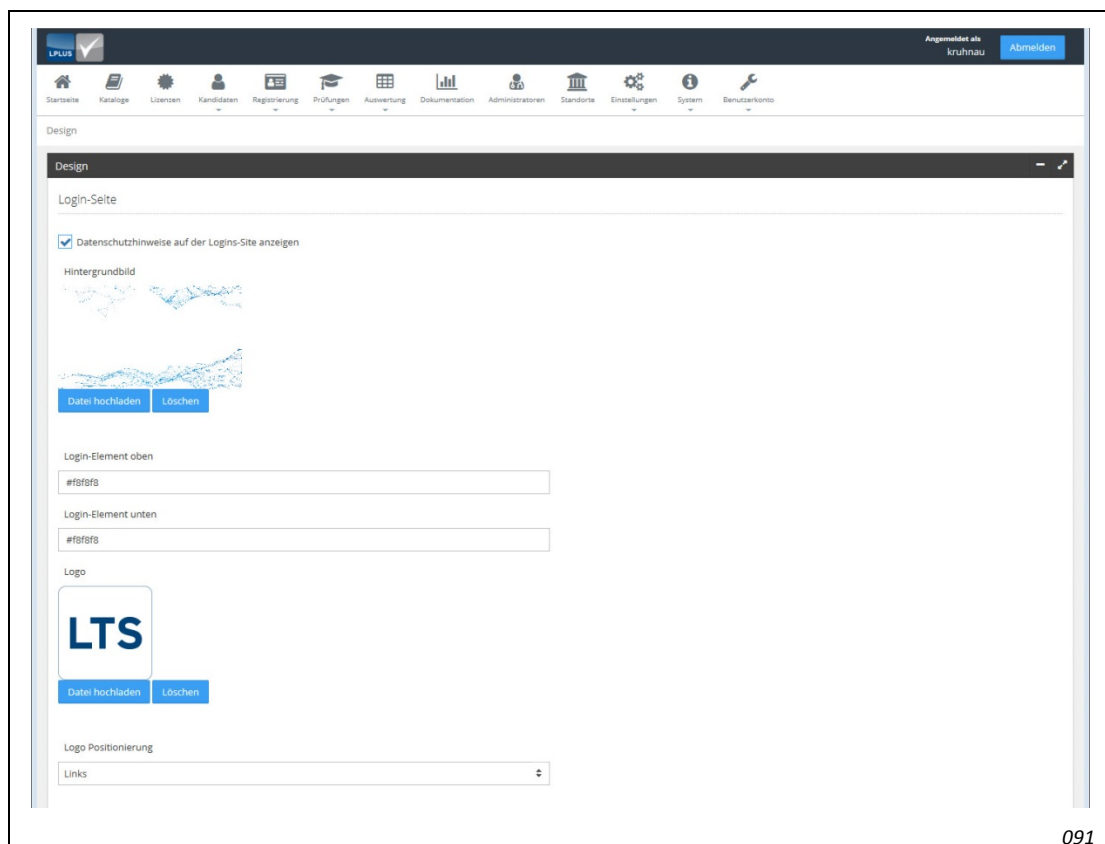 Angemeldet als
LPLUS kruhnau Abmelden
Startseite Kataloge Lizenzen Kandidaten Registrierung Prüfungen Auswertung Dokumentation Administratoren Standorte Einstellungen System Benutzerkonto
Design
Design
Login-Seite
Datenschutzhinweise auf der Logins-Site anzeigen
Hintergrundbild
Datei hochladen Löschen
Login-Element oben
#f8f8f8
Login-Element unten
#f8f8f8
Logo
LTS
Datei hochladen Löschen
Logo Positionierung
Links
091